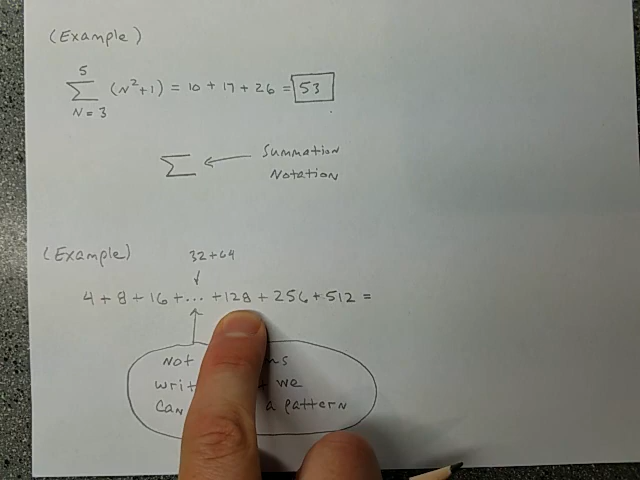 (Example)
5
∑ (N²+1) = 10 + 17 + 26 = 53
N = 3
∑ ← Summation
Notation
(Example)
32+64
4 + 8 + 16 + ... + 128 + 256 + 512 =
Not
we
can a pattern